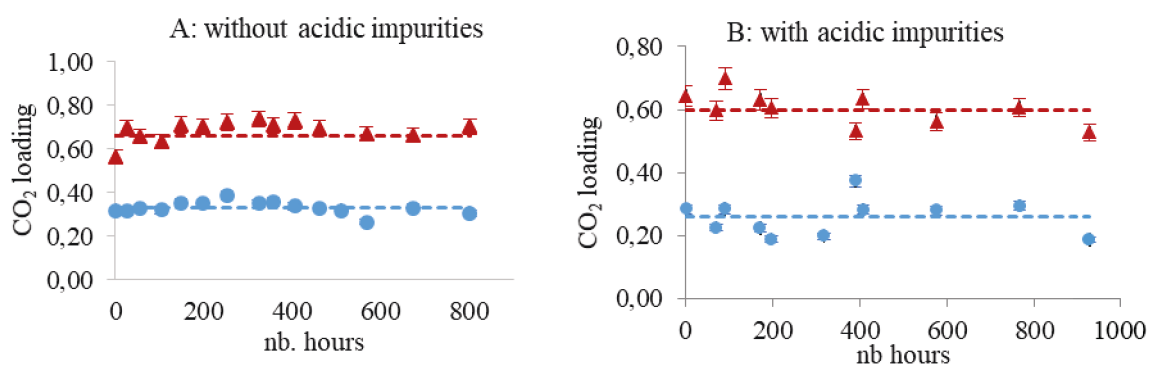 A: without acidic impurities
CO₂ loading
1,00
0,80
0,60
0,40
0,20
0,00
0 200 400 600 800
nb. hours
B: with acidic impurities
CO₂ loading
0,80
0,60
0,40
0,20
0,00
0 200 400 600 800 1000
nb hours